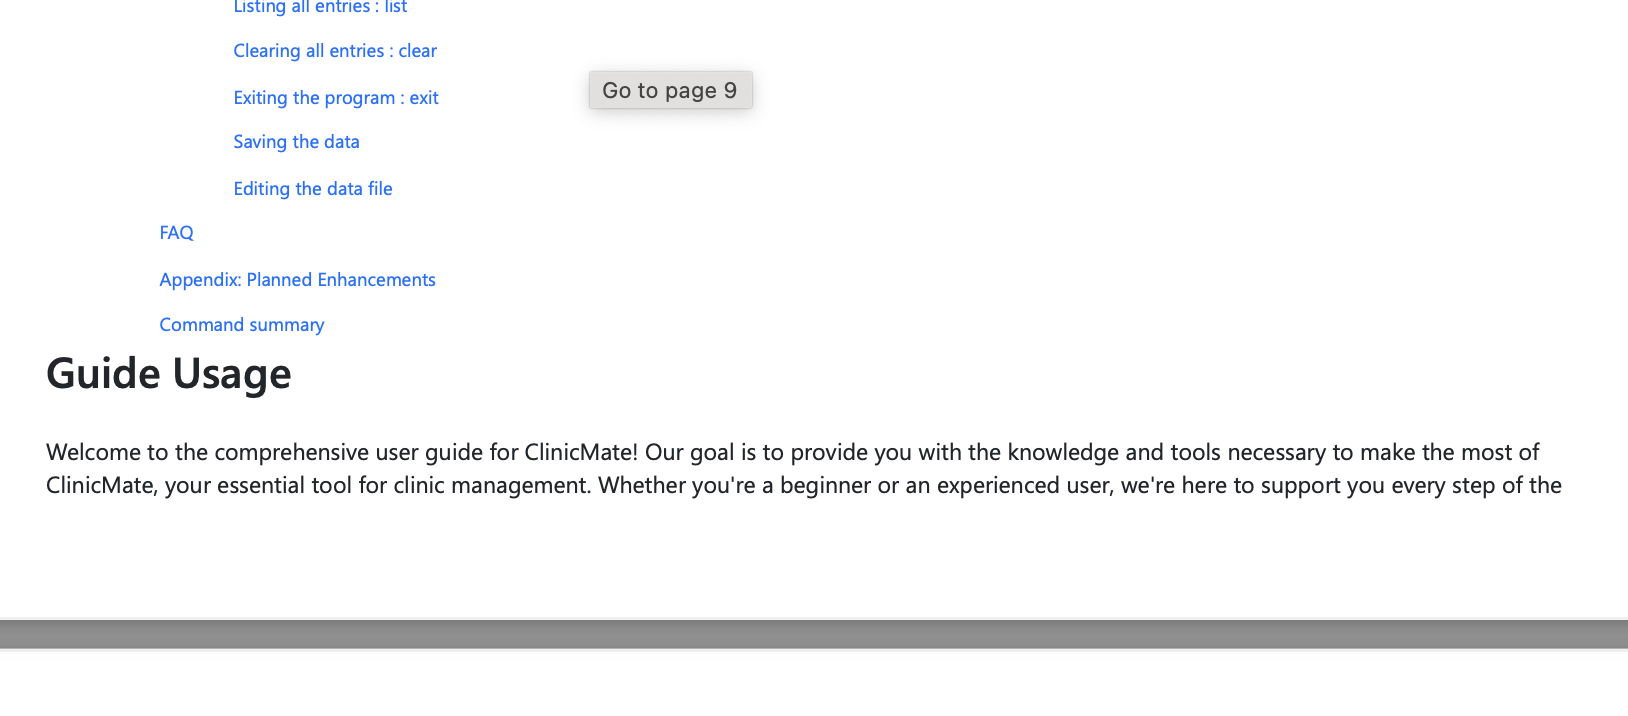 Listing all entries : list
Clearing all entries : clear
Go to page 9
Exiting the program : exit
Saving the data
Editing the data file
FAQ
Appendix: Planned Enhancements
Command summary
Guide Usage
Welcome to the comprehensive user guide for ClinicMate! Our goal is to provide you with the knowledge and tools necessary to make the most of
ClinicMate, your essential tool for clinic management. Whether you're a beginner or an experienced user, we're here to support you every step of the